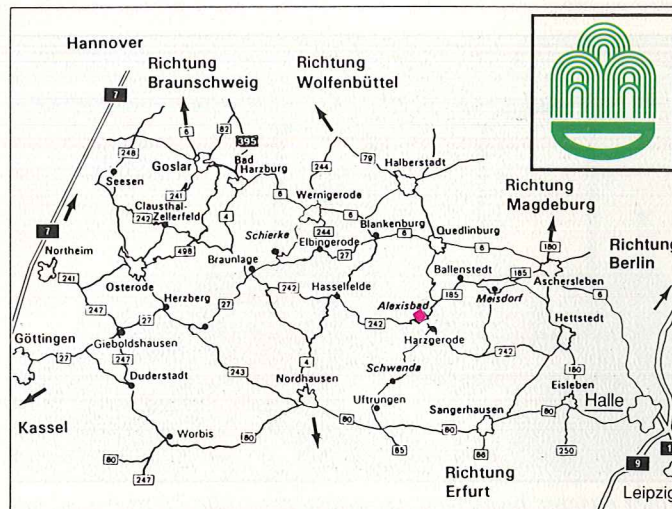 Hannover
7
Richtung
Braunschweig
Richtung
Wolfenbüttel
6
82
395
248
Goslar
Bad
Harzburg
244
79
Halberstadt
Seesen
241
6
Clausthal-
Zellerfeld
242
4
Wernigerode
Richtung
Magdeburg
7
Schierke
244
6
Blankenburg
6
Quedlinburg
6
180
Richtung
Berlin
Northeim
498
Elbingerode
27
Braunlage
241
Osterode
242
Hasselfelde
Ballenstedt
185
Aschersleben
6
Meisdorf
185
Herzberg
27
Alexisbad
247
242
Hettstedt
27
Harzgerode
Göttingen
Gieboldshausen
242
27
247
4
Schwenda
180
243
Nordhausen
Eisleben
Duderstadt
Uftrungen
Halle
Sangerhausen
80
80
80
Kassel
Worbis
80
85
80
247
86
250
9
Richtung
Erfurt
Leipzig